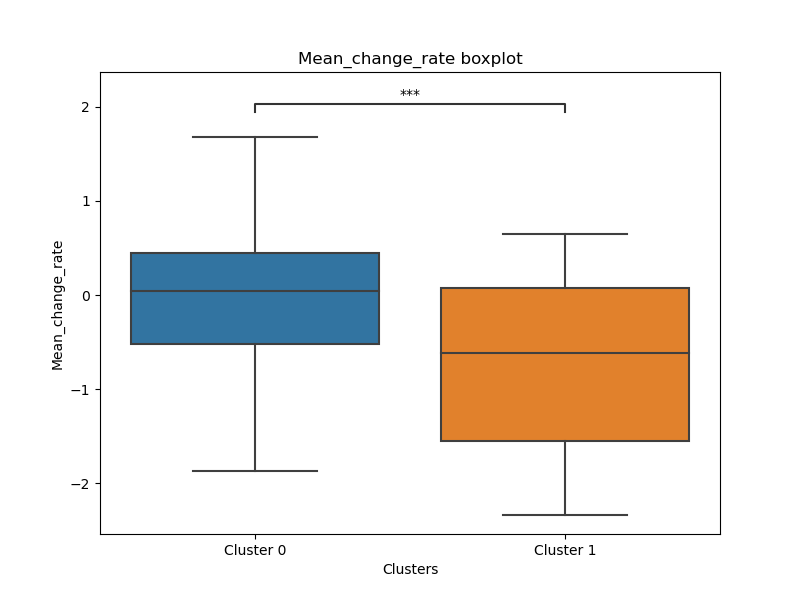 Mean_change_rate boxplot
***
2
1
0
−1
−2
Mean_change_rate
Cluster 0
Cluster 1
Clusters